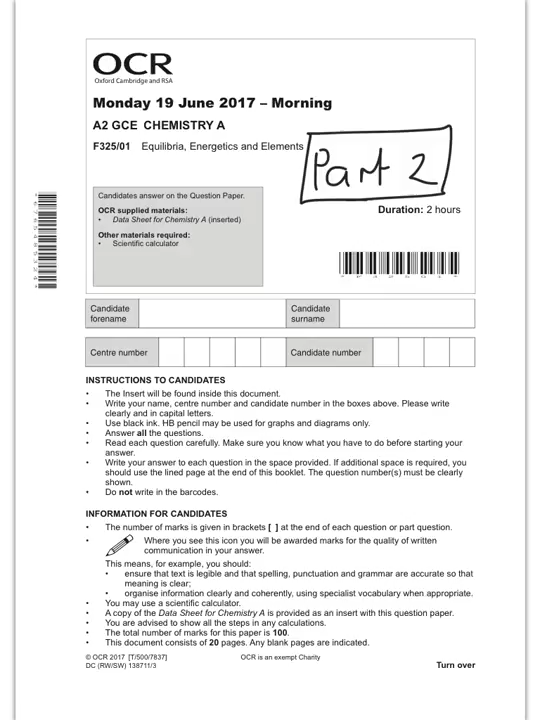 OCR
Oxford Cambridge and RSA
Monday 19 June 2017 – Morning
A2 GCE CHEMISTRY A
F325/01 Equilibria, Energetics and Elements
Part 2
Candidates answer on the Question Paper.
OCR supplied materials:
• Data Sheet for Chemistry A (inserted)
Other materials required:
• Scientific calculator
Duration: 2 hours
Candidate forename
Candidate surname
Centre number
Candidate number
INSTRUCTIONS TO CANDIDATES
• The Insert will be found inside this document.
• Write your name, centre number and candidate number in the boxes above. Please write
clearly and in capital letters.
• Use black ink. HB pencil may be used for graphs and diagrams only.
• Answer all the questions.
• Read each question carefully. Make sure you know what you have to do before starting your
answer.
• Write your answer to each question in the space provided. If additional space is required, you
should use the lined page at the end of this booklet. The question number(s) must be clearly
shown.
• Do not write in the barcodes.
INFORMATION FOR CANDIDATES
• The number of marks is given in brackets [ ] at the end of each question or part question.
• Where you see this icon you will be awarded marks for the quality of written
communication in your answer.
This means, for example, you should:
• ensure that text is legible and that spelling, punctuation and grammar are accurate so that
meaning is clear;
• organise information clearly and coherently, using specialist vocabulary when appropriate.
• You may use a scientific calculator.
• A copy of the Data Sheet for Chemistry A is provided as an insert with this question paper.
• You are advised to show all the steps in any calculations.
• The total number of marks for this paper is 100.
• This document consists of 20 pages. Any blank pages are indicated.
© OCR 2017 [T/500/7837]
DC (RW/SW) 138711/3
OCR is an exempt Charity
Turn over